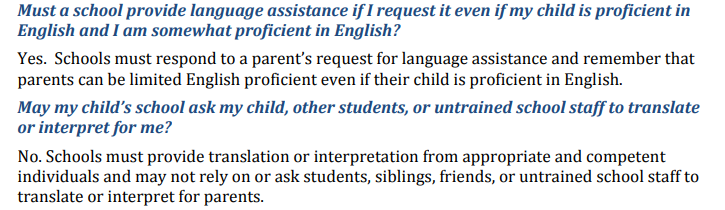 Must a school provide language assistance if I request it even if my child is proficient in
English and I am somewhat proficient in English?
Yes.  Schools must respond to a parent's request for language assistance and remember that
parents can be limited English proficient even if their child is proficient in English.
May my child's school ask my child, other students, or untrained school staff to translate
or interpret for me?
No. Schools must provide translation or interpretation from appropriate and competent
individuals and may not rely on or ask students, siblings, friends, or untrained school staff to
translate or interpret for parents.